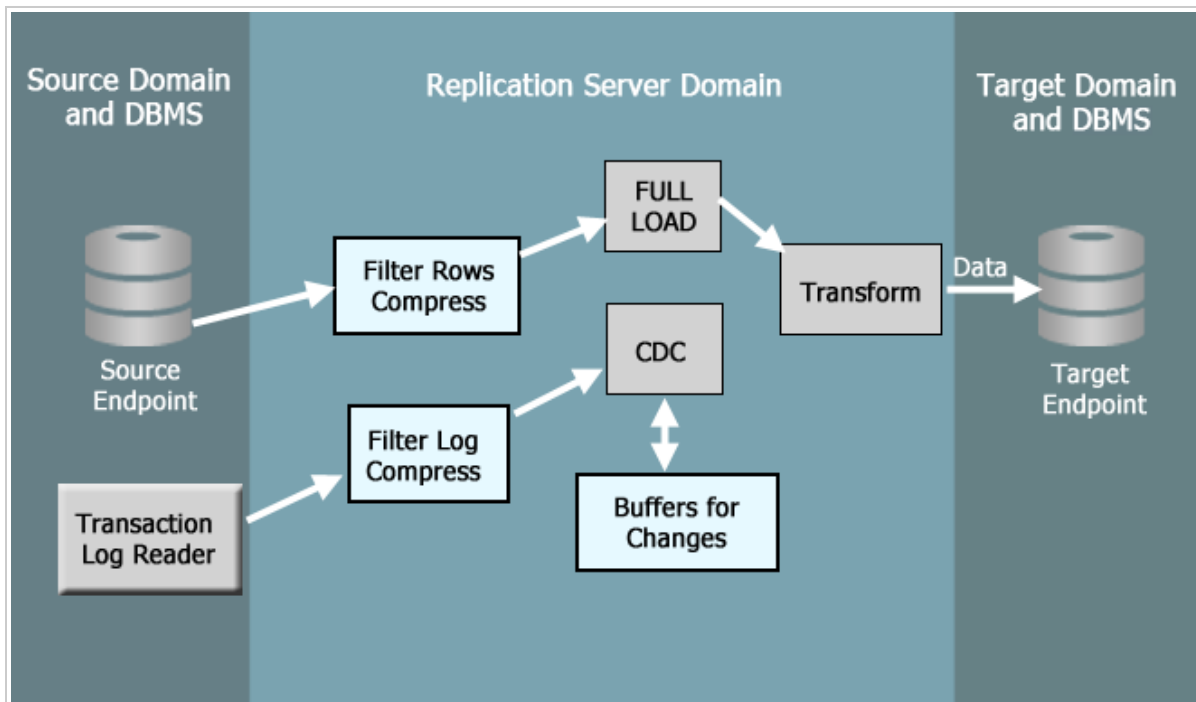 Source Domain
and DBMS
Replication Server Domain
Target Domain
and DBMS
FULL
LOAD
Filter Rows
Compress
Transform
Data
CDC
Source
Endpoint
Target
Endpoint
Filter Log
Compress
Transaction
Log Reader
Buffers for
Changes